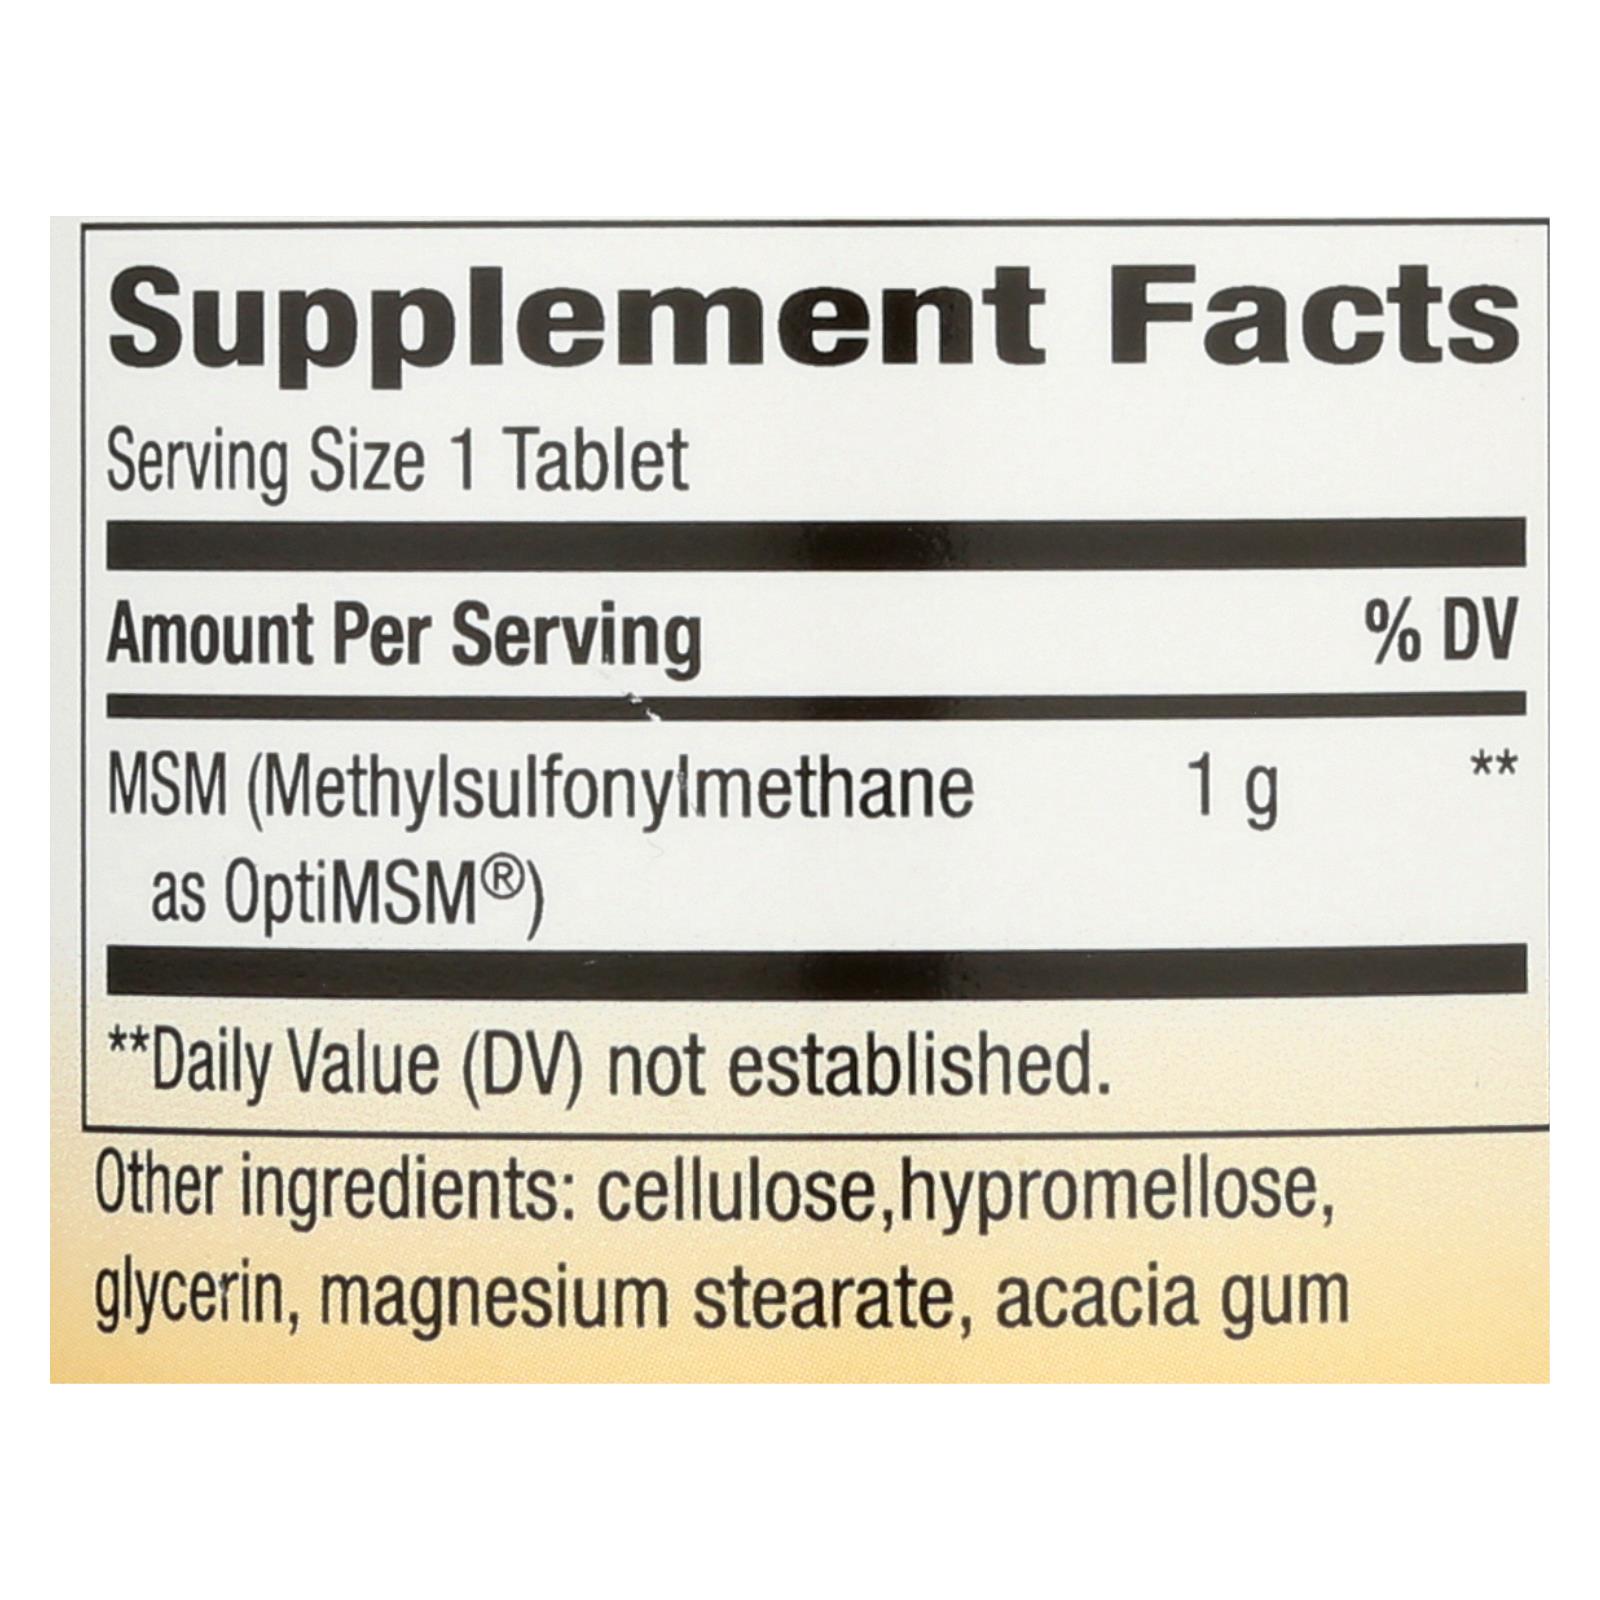 Supplement Facts
Serving Size 1 Tablet
Amount Per Serving % DV
MSM (Methylsulfonylmethane 1 g **
as OptiMSM®)
**Daily Value (DV) not established.
Other ingredients: cellulose,hypromellose,
glycerin, magnesium stearate, acacia gum